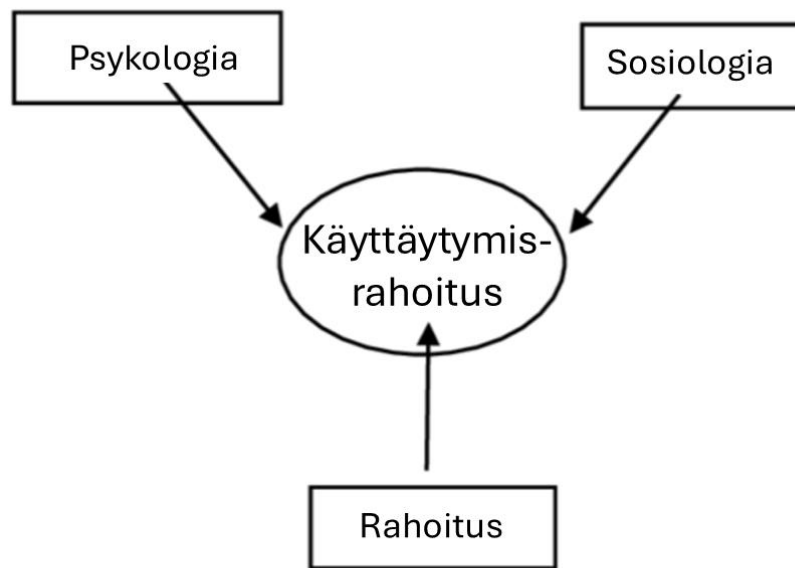 Psykologia
Sosiologia
Käyttäytymis-
rahoitus
Rahoitus